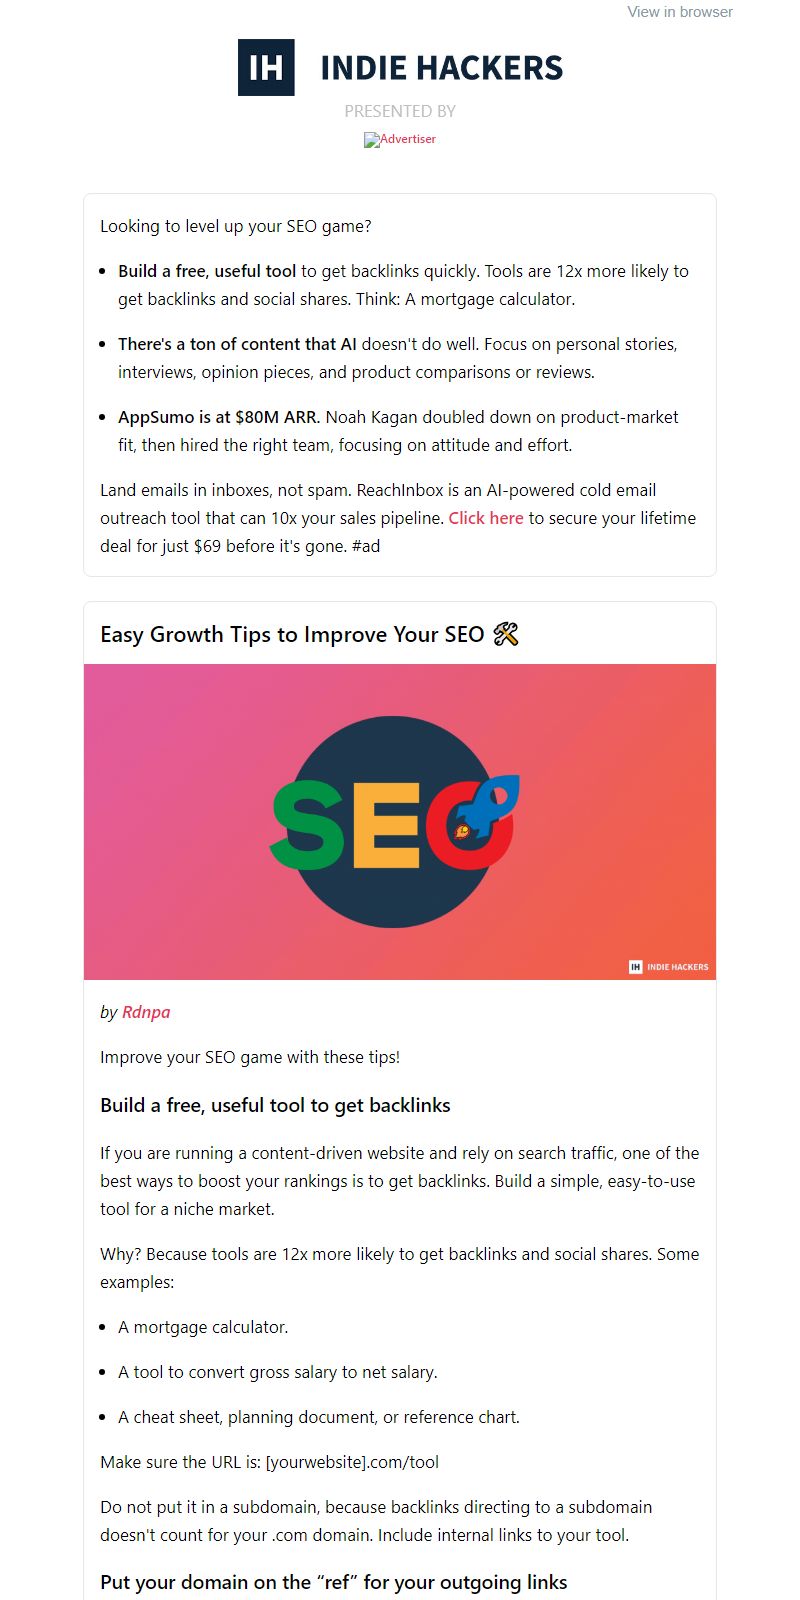 View in browser
IH INDIE HACKERS
PRESENTED BY
Advertiser
Looking to level up your SEO game?
• Build a free, useful tool to get backlinks quickly. Tools are 12x more likely to
get backlinks and social shares. Think: A mortgage calculator.
• There's a ton of content that AI doesn't do well. Focus on personal stories,
interviews, opinion pieces, and product comparisons or reviews.
• AppSumo is at $80M ARR. Noah Kagan doubled down on product-market
fit, then hired the right team, focusing on attitude and effort.
Land emails in inboxes, not spam. ReachInbox is an AI-powered cold email
outreach tool that can 10x your sales pipeline. Click here to secure your lifetime
deal for just $69 before it's gone. #ad
Easy Growth Tips to Improve Your SEO 🛠
SEO
IH INDIE HACKERS
by Rdnpa
Improve your SEO game with these tips!
Build a free, useful tool to get backlinks
If you are running a content-driven website and rely on search traffic, one of the
best ways to boost your rankings is to get backlinks. Build a simple, easy-to-use
tool for a niche market.
Why? Because tools are 12x more likely to get backlinks and social shares. Some
examples:
• A mortgage calculator.
• A tool to convert gross salary to net salary.
• A cheat sheet, planning document, or reference chart.
Make sure the URL is: [yourwebsite].com/tool
Do not put it in a subdomain, because backlinks directing to a subdomain
doesn't count for your .com domain. Include internal links to your tool.
Put your domain on the “ref” for your outgoing links